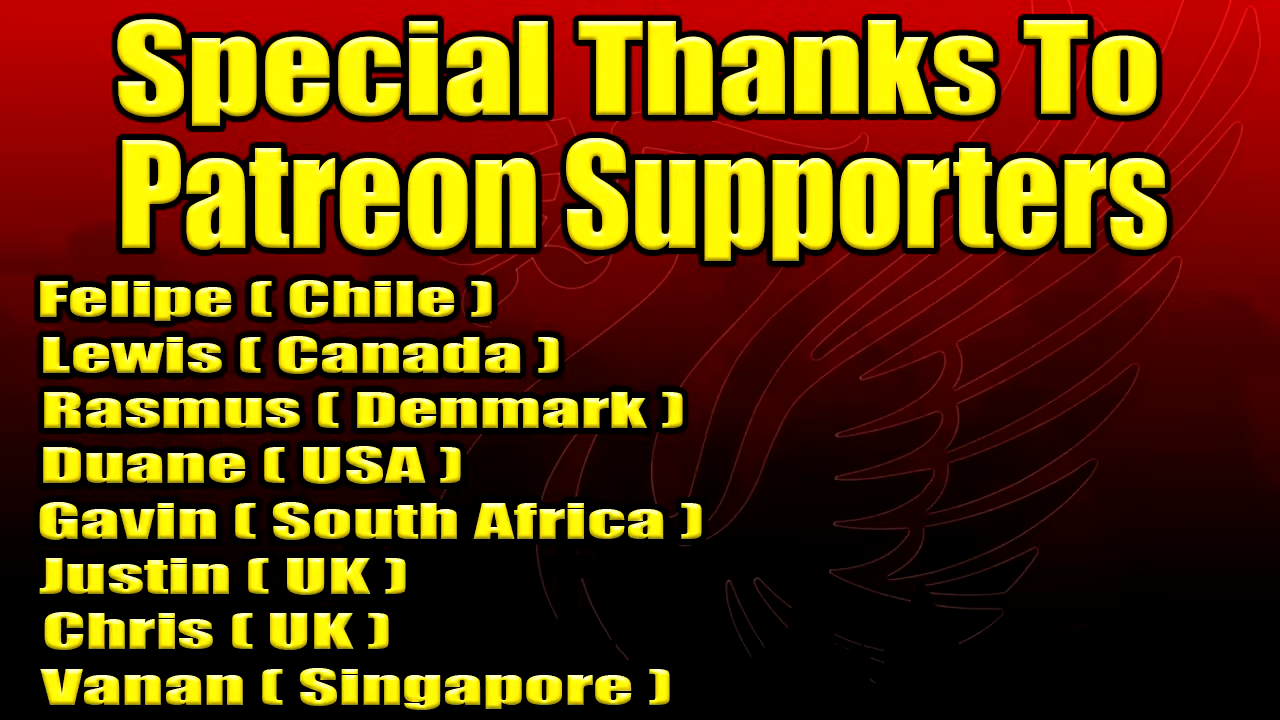 Special Thanks To
Patreon Supporters
Felipe ( Chile )
Lewis ( Canada )
Rasmus ( Denmark )
Duane ( USA )
Gavin ( South Africa )
Justin ( UK )
Chris ( UK )
Vanan ( Singapore )